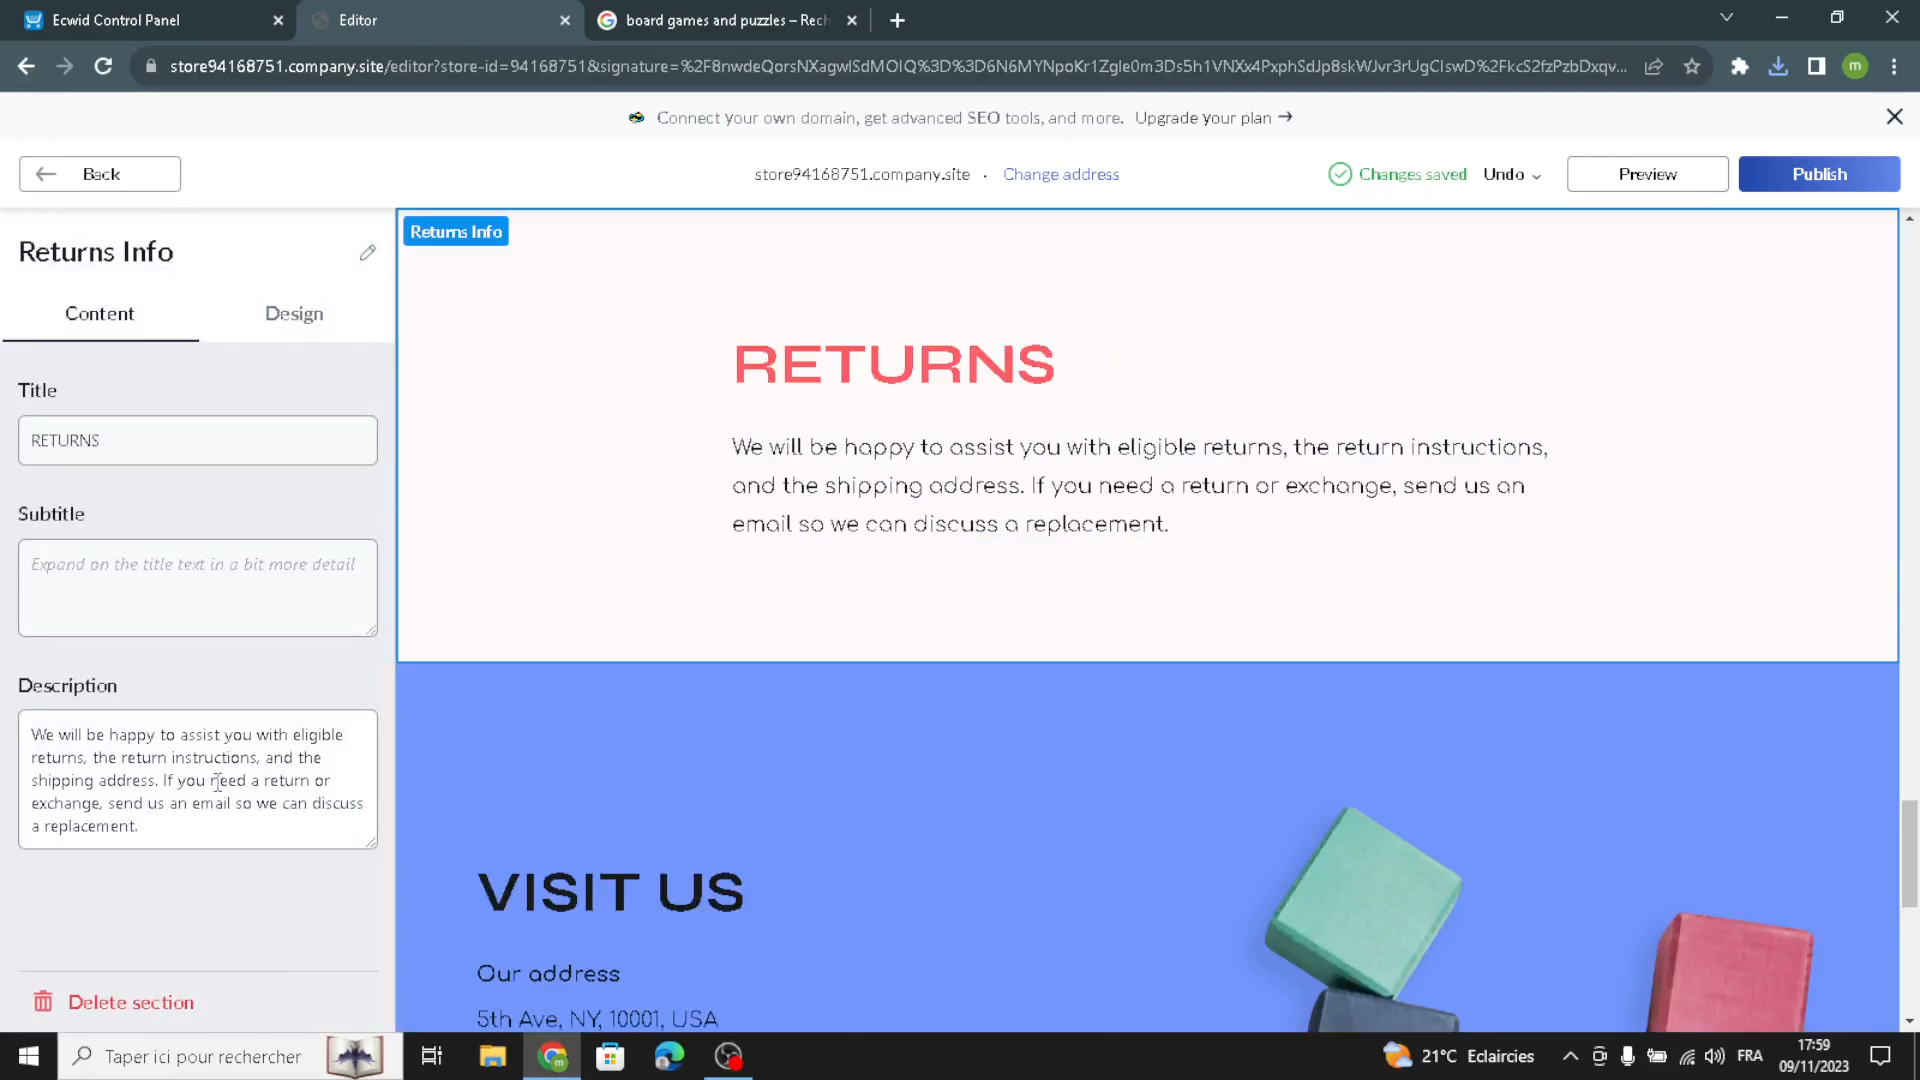 Ecwid Control Panel
Editor
board games and puzzles – Rech
store94168751.company.site/editor?store-id=94168751&signature=
Connect your own domain, get advanced SEO tools, and more. Upgrade your plan →
Back
store94168751.company.site · Change address
Changes saved
Undo
Preview
Publish
Returns Info
Content
Design
Title
RETURNS
Subtitle
Expand on the title text in a bit more detail
Description
We will be happy to assist you with eligible
returns, the return instructions, and the
shipping address. If you need a return or
exchange, send us an email so we can discuss
a replacement.
Delete section
Returns Info
RETURNS
We will be happy to assist you with eligible returns, the return instructions,
and the shipping address. If you need a return or exchange, send us an
email so we can discuss a replacement.
VISIT US
Our address
5th Ave, NY, 10001, USA
Taper ici pour rechercher
21°C Eclaircies
FRA
17:59
09/11/2023